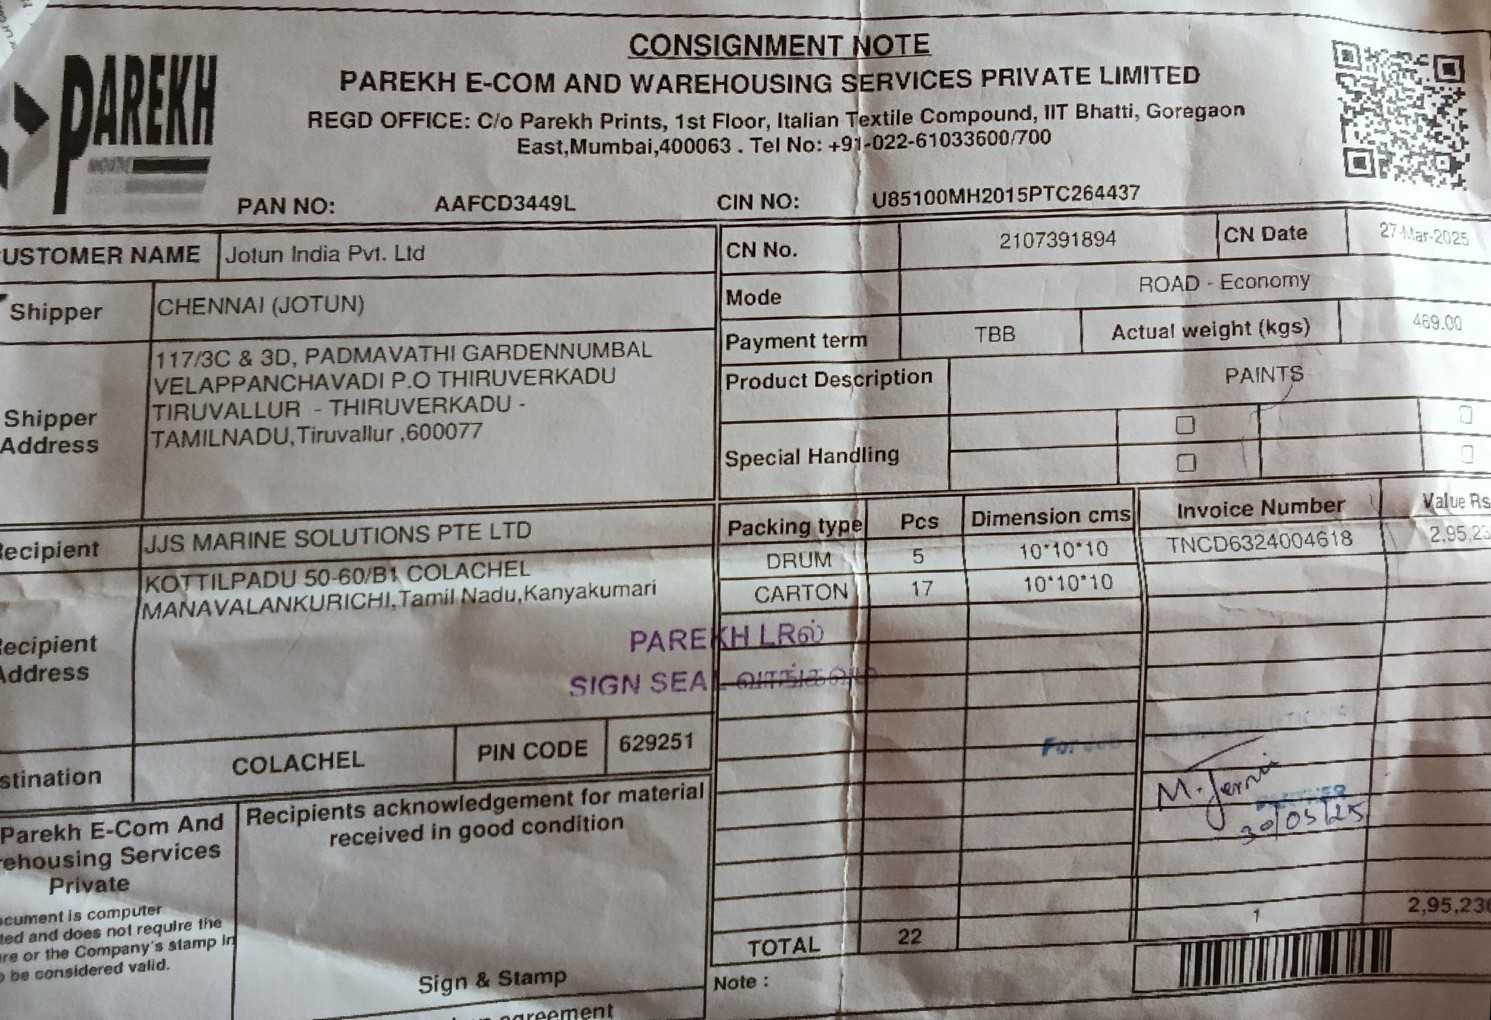 CONSIGNMENT NOTE
PAREKH
PAREKH E-COM AND WAREHOUSING SERVICES PRIVATE LIMITED
REGD OFFICE: C/o Parekh Prints, 1st Floor, Italian Textile Compound, IIT Bhatti, Goregaon
East,Mumbai,400063 . Tel No: +91-022-61033600/700
PAN NO: AAFCD3449L CIN NO: U85100MH2015PTC264437
USTOMER NAME Jotun India Pvt. Ltd
CN No. 2107391894 CN Date 27-Mar-2025
Shipper CHENNAI (JOTUN)
Mode ROAD - Economy
Payment term TBB Actual weight (kgs) 469.00
Shipper Address
117/3C & 3D, PADMAVATHI GARDENNUMBAL
VELAPPANCHAVADI P.O THIRUVERKADU
TIRUVALLUR - THIRUVERKADU -
TAMILNADU,Tiruvallur ,600077
Product Description PAINTS
Special Handling
ecipient JJS MARINE SOLUTIONS PTE LTD
Packing type Pcs Dimension cms Invoice Number Value Rs
DRUM 5 10*10*10 TNCD6324004618 2,95,23
CARTON 17 10*10*10
ecipient
ddress
KOTTILPADU 50-60/B1 COLACHEL
MANAVALANKURICHI,Tamil Nadu,Kanyakumari
PAREKH LRல்
SIGN SEAL
For
M. Jerni
30/05/25
stination COLACHEL PIN CODE 629251
Parekh E-Com And
ehousing Services
Private
ocument is computer
ted and does not require the
re or the Company's stamp in
o be considered valid.
Recipients acknowledgement for material
received in good condition
Sign & Stamp
agreement
TOTAL 22 1 2,95,236
Note :